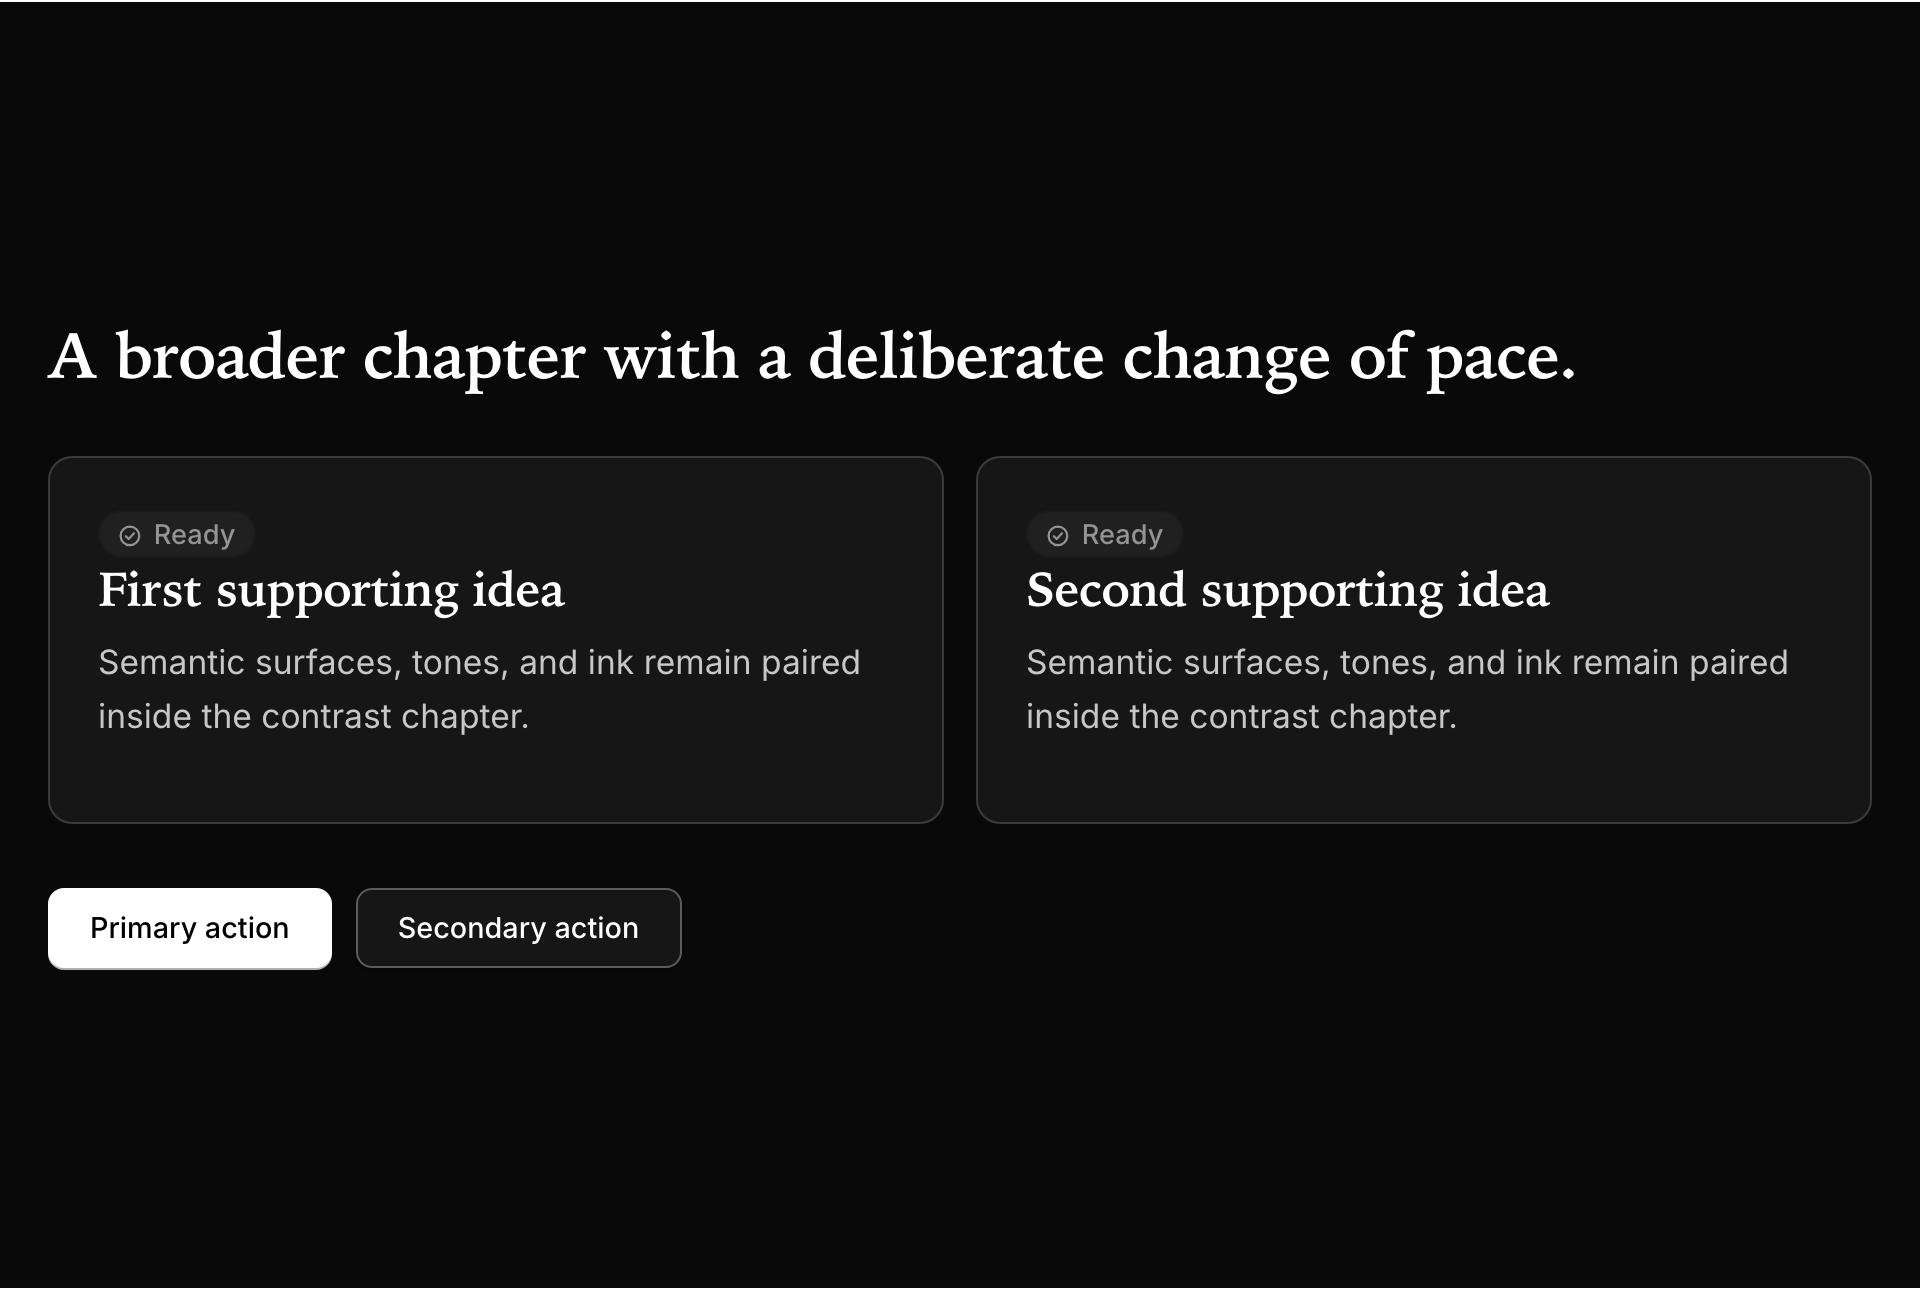 A broader chapter with a deliberate change of pace.
Ready
First supporting idea
Semantic surfaces, tones, and ink remain paired
inside the contrast chapter.
Ready
Second supporting idea
Semantic surfaces, tones, and ink remain paired
inside the contrast chapter.
Primary action
Secondary action